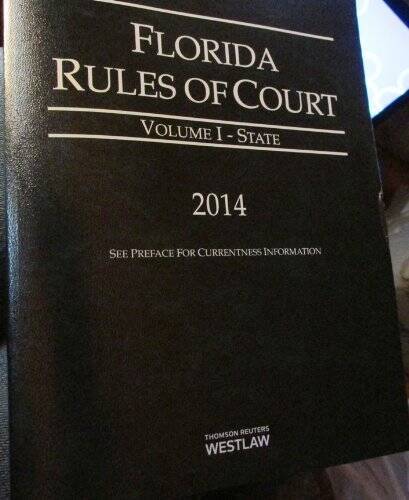 FLORIDA
RULES OF COURT
VOLUME I - STATE
2014
SEE PREFACE FOR CURRENTNESS INFORMATION
THOMSON REUTERS
WESTLAW